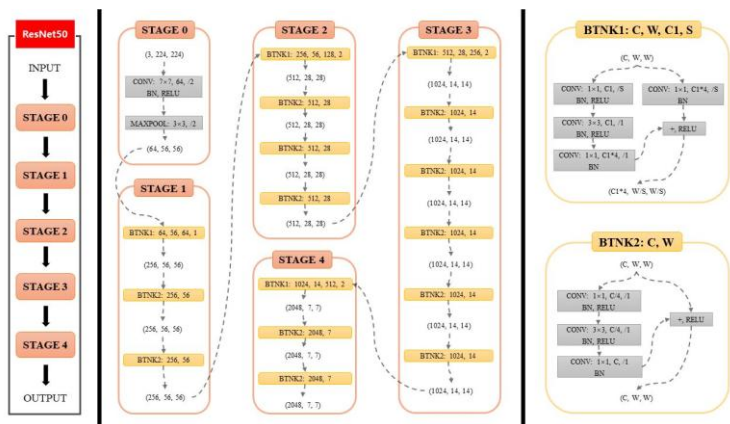 ResNet50
INPUT
STAGE 0
STAGE 1
STAGE 2
STAGE 3
STAGE 4
OUTPUT
STAGE 0
(3, 224, 224)
CONV: 7×7, 64, /2
BN, RELU
MAXPOOL: 3×3, /2
(64, 56, 56)
STAGE 1
BTNK1: 64, 56, 64, 1
(256, 56, 56)
BTNK2: 256, 56
(256, 56, 56)
BTNK2: 256, 56
(256, 56, 56)
STAGE 2
BTNK1: 256, 56, 128, 2
(512, 28, 28)
BTNK2: 512, 28
(512, 28, 28)
BTNK2: 512, 28
(512, 28, 28)
BTNK2: 512, 28
(512, 28, 28)
STAGE 4
BTNK1: 1024, 14, 512, 2
(2048, 7, 7)
BTNK2: 2048, 7
(2048, 7, 7)
BTNK2: 2048, 7
(2048, 7, 7)
STAGE 3
BTNK1: 512, 28, 256, 2
(1024, 14, 14)
BTNK2: 1024, 14
(1024, 14, 14)
BTNK2: 1024, 14
(1024, 14, 14)
BTNK2: 1024, 14
(1024, 14, 14)
BTNK2: 1024, 14
(1024, 14, 14)
BTNK2: 1024, 14
(1024, 14, 14)
BTNK1: C, W, C1, S
(C, W, W)
CONV: 1×1, C1, /S
BN, RELU
CONV: 3×3, C1, /1
BN, RELU
CONV: 1×1, C1*4, /1
BN
CONV: 1×1, C1*4, /S
BN
+, RELU
(C1*4, W/S, W/S)
BTNK2: C, W
(C, W, W)
CONV: 1×1, C/4, /1
BN, RELU
CONV: 3×3, C/4, /1
BN, RELU
CONV: 1×1, C, /1
BN
+, RELU
(C, W, W)